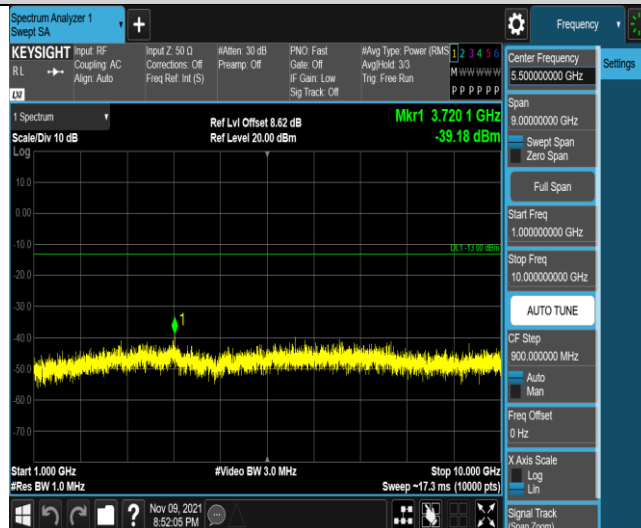 Spectrum Analyzer 1
Swept SA
Frequency
KEYSIGHT
RL
LXI
Input: RF
Coupling: AC
Align: Auto
Input Z: 50 Ω
Corrections: Off
Freq Ref: Int (S)
#Atten: 30 dB
Preamp: Off
PNO: Fast
Gate: Off
IF Gain: Low
Sig Track: Off
#Avg Type: Power (RMS
Avg|Hold: 3/3
Trig: Free Run
1 2 3 4 5 6
M W W W W W
P P P P P P
1 Spectrum
Scale/Div 10 dB
Log
Ref Lvl Offset 8.62 dB
Ref Level 20.00 dBm
Mkr1 3.720 1 GHz
-39.18 dBm
10.0
0.00
-10.0
DL1 -13.00 dBm
-20.0
-30.0
1
-40.0
-50.0
-60.0
-70.0
Start 1.000 GHz
#Res BW 1.0 MHz
#Video BW 3.0 MHz
Stop 10.000 GHz
Sweep ~17.3 ms (10000 pts)
?
Nov 09, 2021
8:52:05 PM
Center Frequency
5.500000000 GHz
Settings
Span
9.00000000 GHz
Swept Span
Zero Span
Full Span
Start Freq
1.000000000 GHz
Stop Freq
10.000000000 GHz
AUTO TUNE
CF Step
900.000000 MHz
Auto
Man
Freq Offset
0 Hz
X Axis Scale
Log
Lin
Signal Track
(Span Zoom)